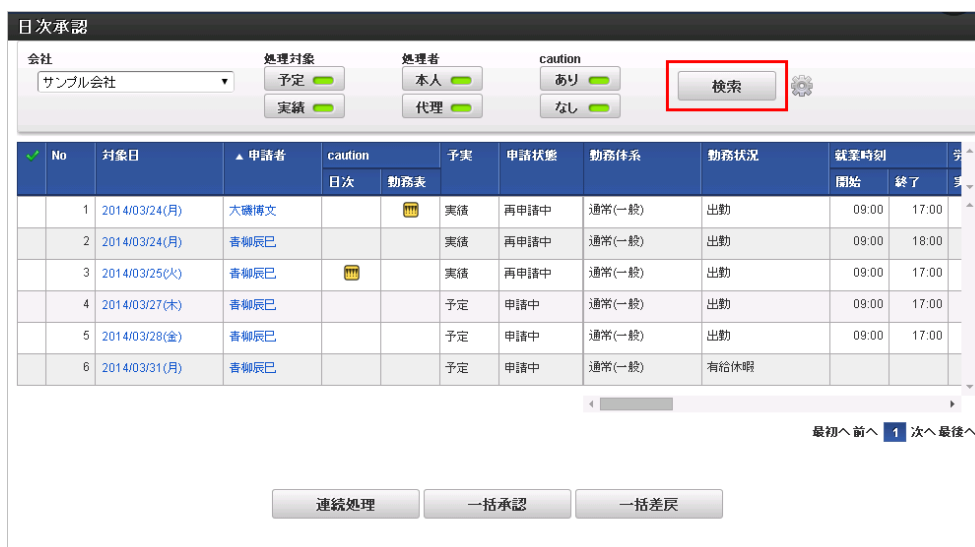 日次承認
会社 処理対象 処理者 caution
サンプル会社 予定 本人 あり 検索
実績 代理 なし
No 対象日 ▲ 申請者 caution 予実 申請状態 勤務体系 勤務状況 就業時刻
日次 勤務表 開始 終了
1 2014/03/24(月) 大磯博文 実績 再申請中 通常(一般) 出勤 09:00 17:00
2 2014/03/24(月) 青柳辰巳 実績 再申請中 通常(一般) 出勤 09:00 18:00
3 2014/03/25(火) 青柳辰巳 実績 再申請中 通常(一般) 出勤 09:00 17:00
4 2014/03/27(木) 青柳辰巳 予定 申請中 通常(一般) 出勤 09:00 17:00
5 2014/03/28(金) 青柳辰巳 予定 申請中 通常(一般) 出勤 09:00 17:00
6 2014/03/31(月) 青柳辰巳 予定 申請中 通常(一般) 有給休暇
最初へ 前へ 1 次へ 最後へ
連続処理 一括承認 一括差戻